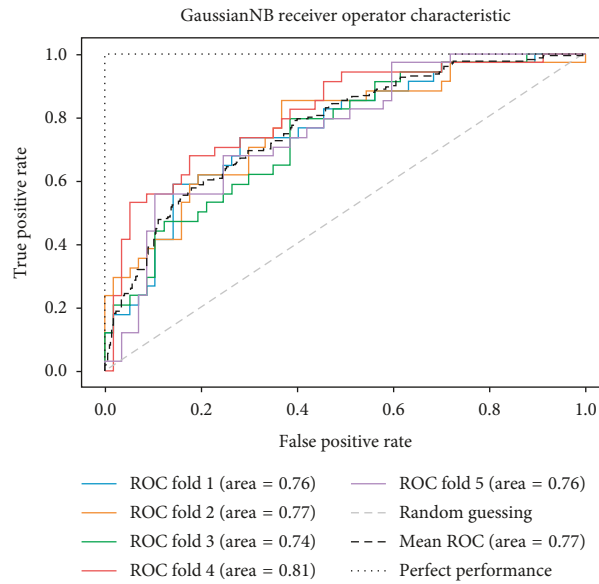 GaussianNB receiver operator characteristic
1.0
0.8
0.6
0.4
0.2
0.0
True positive rate
0.0 0.2 0.4 0.6 0.8 1.0
False positive rate
ROC fold 1 (area = 0.76)
ROC fold 2 (area = 0.77)
ROC fold 3 (area = 0.74)
ROC fold 4 (area = 0.81)
ROC fold 5 (area = 0.76)
Random guessing
Mean ROC (area = 0.77)
Perfect performance